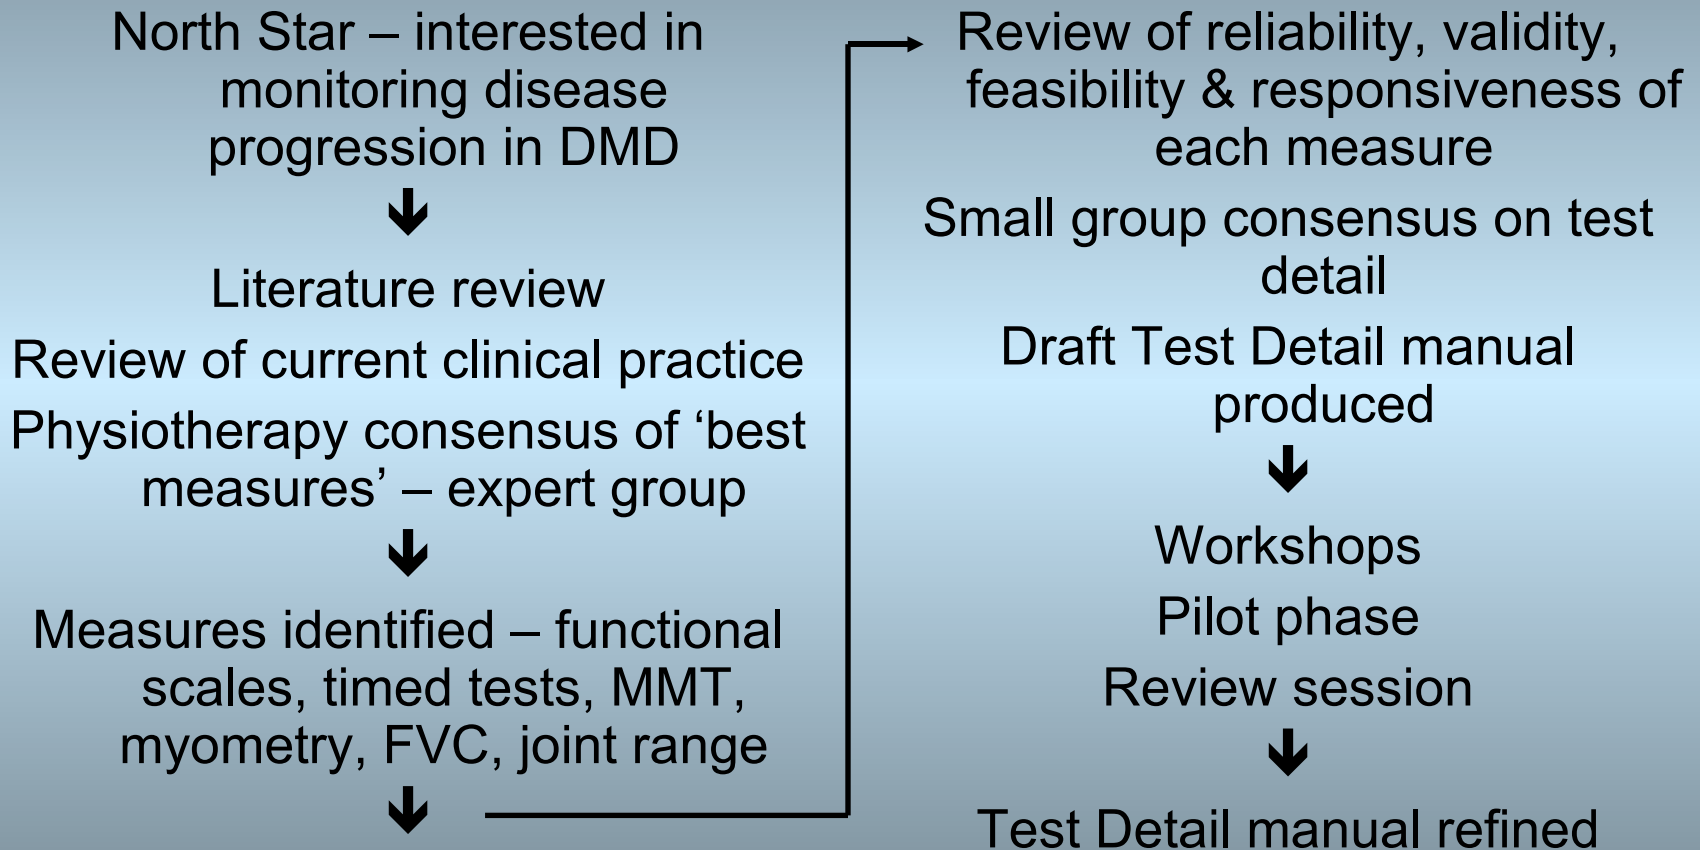 North Star – interested in
monitoring disease
progression in DMD
🡫
Literature review
Review of current clinical practice
Physiotherapy consensus of ‘best
measures’ – expert group
🡫
Measures identified – functional
scales, timed tests, MMT,
myometry, FVC, joint range
🡫
Review of reliability, validity,
feasibility & responsiveness of
each measure
Small group consensus on test
detail
Draft Test Detail manual
produced
🡫
Workshops
Pilot phase
Review session
🡫
Test Detail manual refined